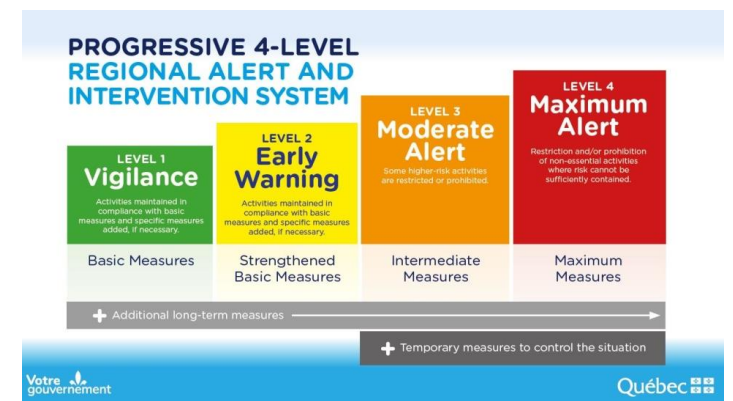 PROGRESSIVE 4-LEVEL
REGIONAL ALERT AND
INTERVENTION SYSTEM
LEVEL 1
Vigilance
Activities maintained in
compliance with basic
measures and specific measures
added, if necessary.
Basic Measures
LEVEL 2
Early
Warning
Activities maintained in
compliance with basic
measures and specific measures
added, if necessary.
Strengthened
Basic Measures
LEVEL 3
Moderate
Alert
Some higher-risk activities
are restricted or prohibited.
Intermediate
Measures
LEVEL 4
Maximum
Alert
Restriction and/or prohibition
of non-essential activities
where risk cannot be
sufficiently contained.
Maximum
Measures
+ Additional long-term measures
+ Temporary measures to control the situation
Votre
gouvernement
Québec